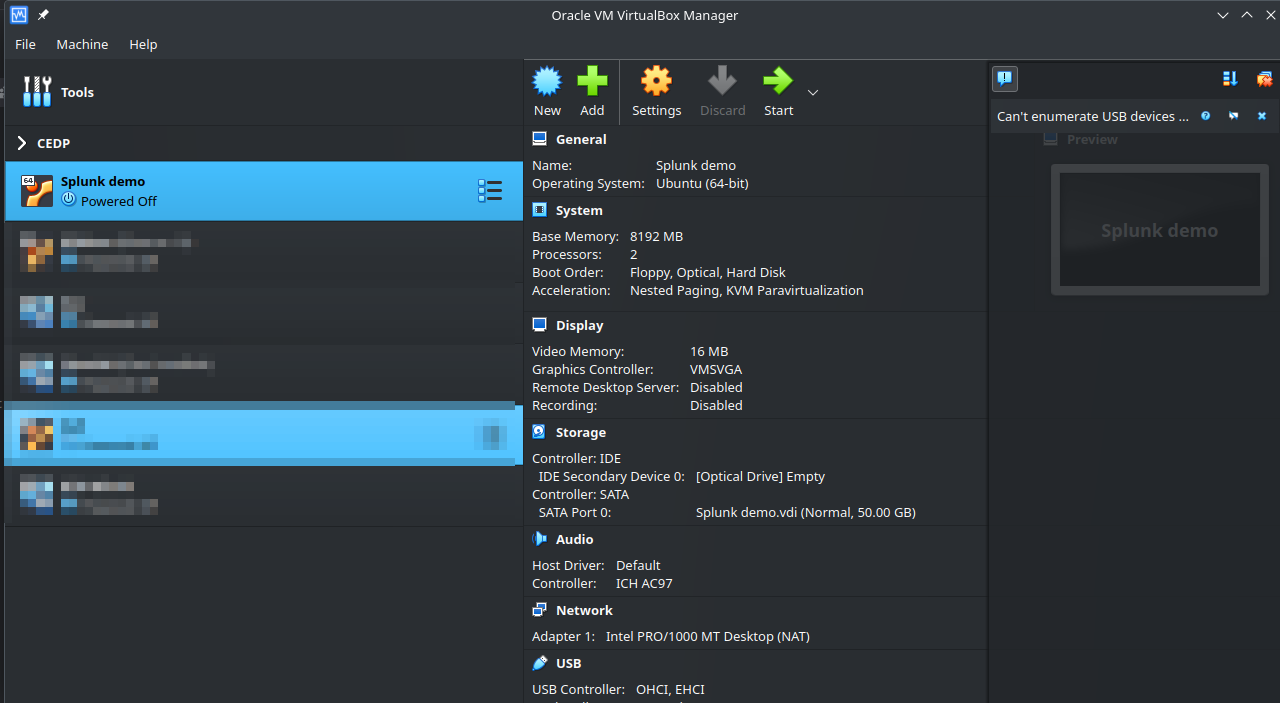 Oracle VM VirtualBox Manager
File Machine Help
Tools
CEDP
64
Splunk demo
Powered Off
New Add Settings Discard Start
General
Name: Splunk demo
Operating System: Ubuntu (64-bit)
System
Base Memory: 8192 MB
Processors: 2
Boot Order: Floppy, Optical, Hard Disk
Acceleration: Nested Paging, KVM Paravirtualization
Display
Video Memory: 16 MB
Graphics Controller: VMSVGA
Remote Desktop Server: Disabled
Recording: Disabled
Storage
Controller: IDE
IDE Secondary Device 0: [Optical Drive] Empty
Controller: SATA
SATA Port 0: Splunk demo.vdi (Normal, 50.00 GB)
Audio
Host Driver: Default
Controller: ICH AC97
Network
Adapter 1: Intel PRO/1000 MT Desktop (NAT)
USB
USB Controller: OHCI, EHCI
Can't enumerate USB devices ...
Preview
Splunk demo